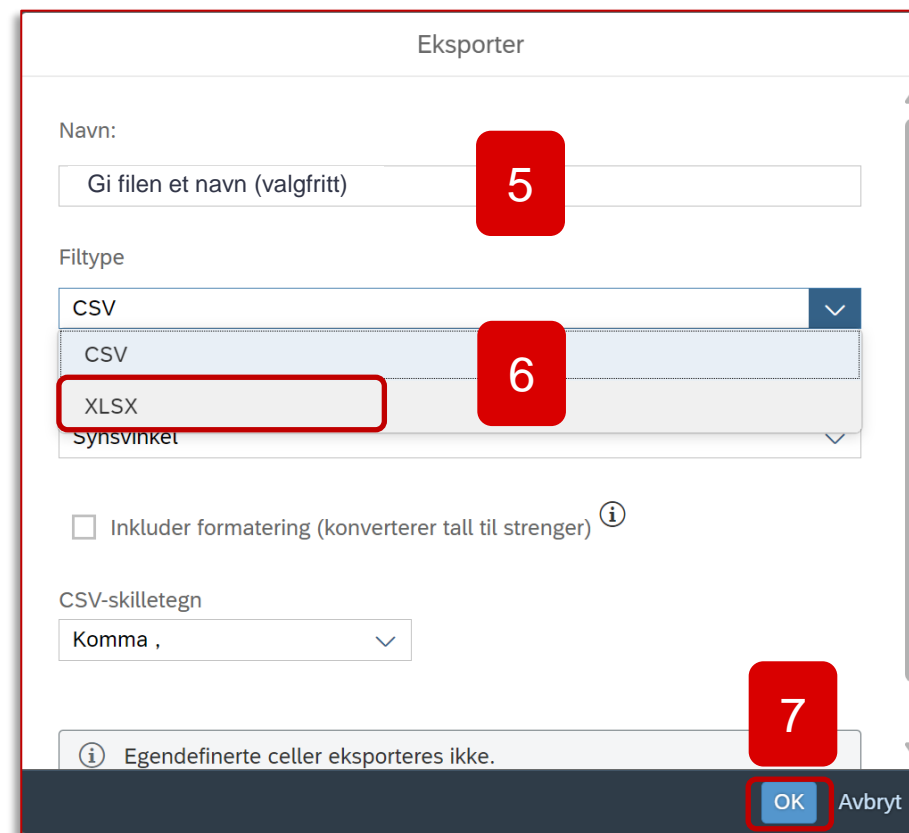 Eksporter
Navn:
Gi filen et navn (valgfritt)
5
Filtype
CSV
CSV
6
XLSX
Synsvinkel
Inkluder formatering (konverterer tall til strenger)
CSV-skilletegn
Komma ,
7
Egendefinerte celler eksporteres ikke.
OK Avbryt